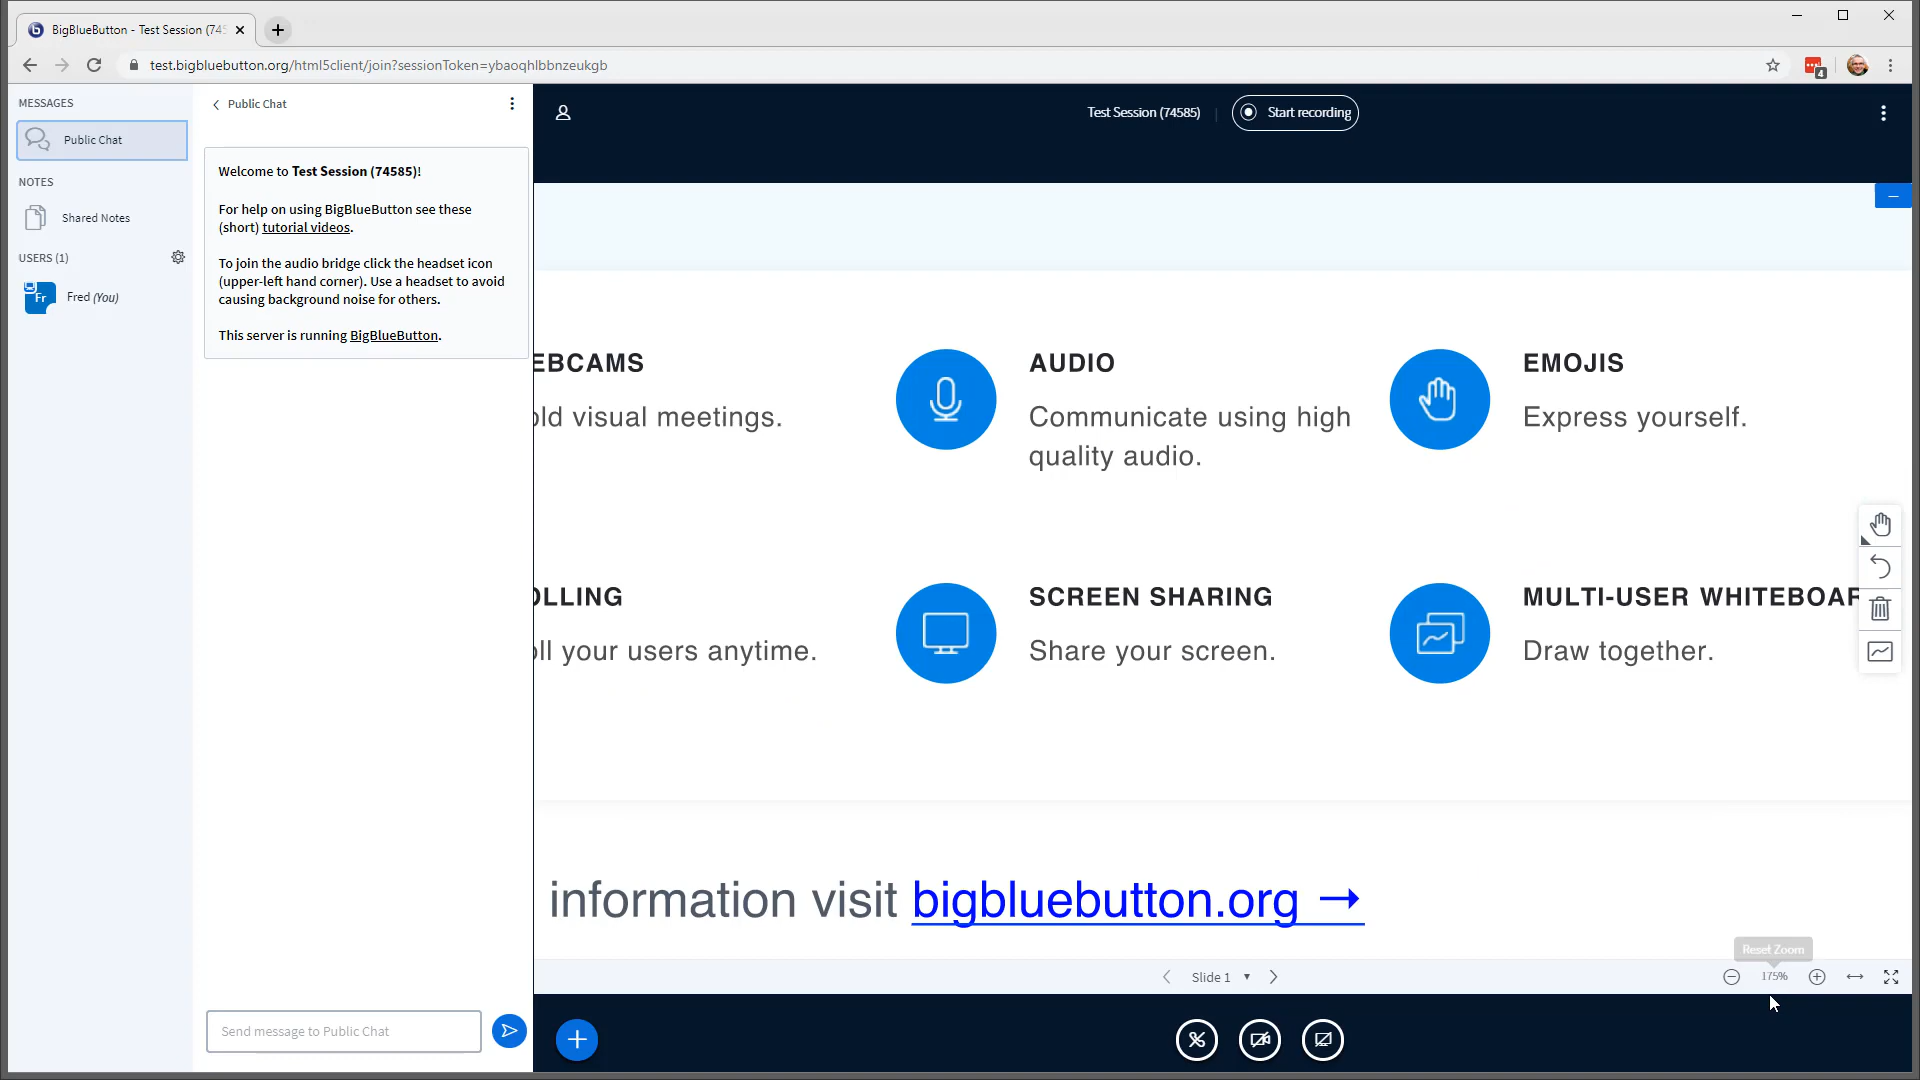 BigBlueButton - Test Session (745
test.bigbluebutton.org/html5client/join?sessionToken=ybaoqhlbbnzeukgb
4
MESSAGES
Public Chat
NOTES
Shared Notes
USERS (1)
Fr
Fred (You)
Public Chat
Welcome to Test Session (74585)!
For help on using BigBlueButton see these
(short) tutorial videos.
To join the audio bridge click the headset icon
(upper-left hand corner). Use a headset to avoid
causing background noise for others.
This server is running BigBlueButton.
Send message to Public Chat
Test Session (74585)
Start recording
EBCAMS
old visual meetings.
AUDIO
Communicate using high
quality audio.
EMOJIS
Express yourself.
OLLING
oll your users anytime.
SCREEN SHARING
Share your screen.
MULTI-USER WHITEBOAR
Draw together.
information visit bigbluebutton.org →
Reset Zoom
Slide 1
175%